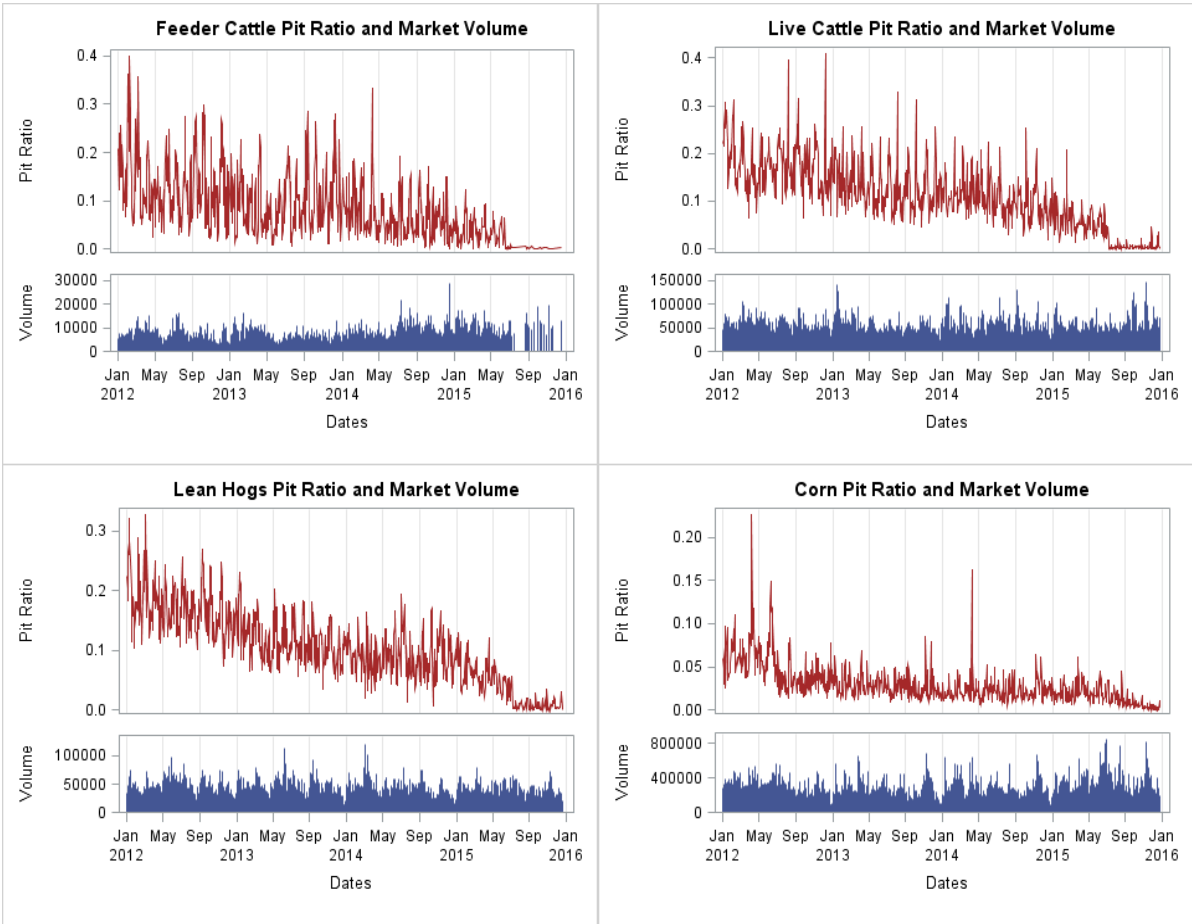 Feeder Cattle Pit Ratio and Market Volume
0.4
0.3
0.2
0.1
0.0
Pit Ratio
30000
20000
10000
0
Volume
Jan May Sep Jan May Sep Jan May Sep Jan May Sep Jan
2012 2013 2014 2015 2016
Dates
Live Cattle Pit Ratio and Market Volume
0.4
0.3
0.2
0.1
0.0
Pit Ratio
150000
100000
50000
0
Volume
Jan May Sep Jan May Sep Jan May Sep Jan May Sep Jan
2012 2013 2014 2015 2016
Dates
Lean Hogs Pit Ratio and Market Volume
0.3
0.2
0.1
0.0
Pit Ratio
100000
50000
0
Volume
Jan May Sep Jan May Sep Jan May Sep Jan May Sep Jan
2012 2013 2014 2015 2016
Dates
Corn Pit Ratio and Market Volume
0.20
0.15
0.10
0.05
0.00
Pit Ratio
800000
400000
0
Volume
Jan May Sep Jan May Sep Jan May Sep Jan May Sep Jan
2012 2013 2014 2015 2016
Dates